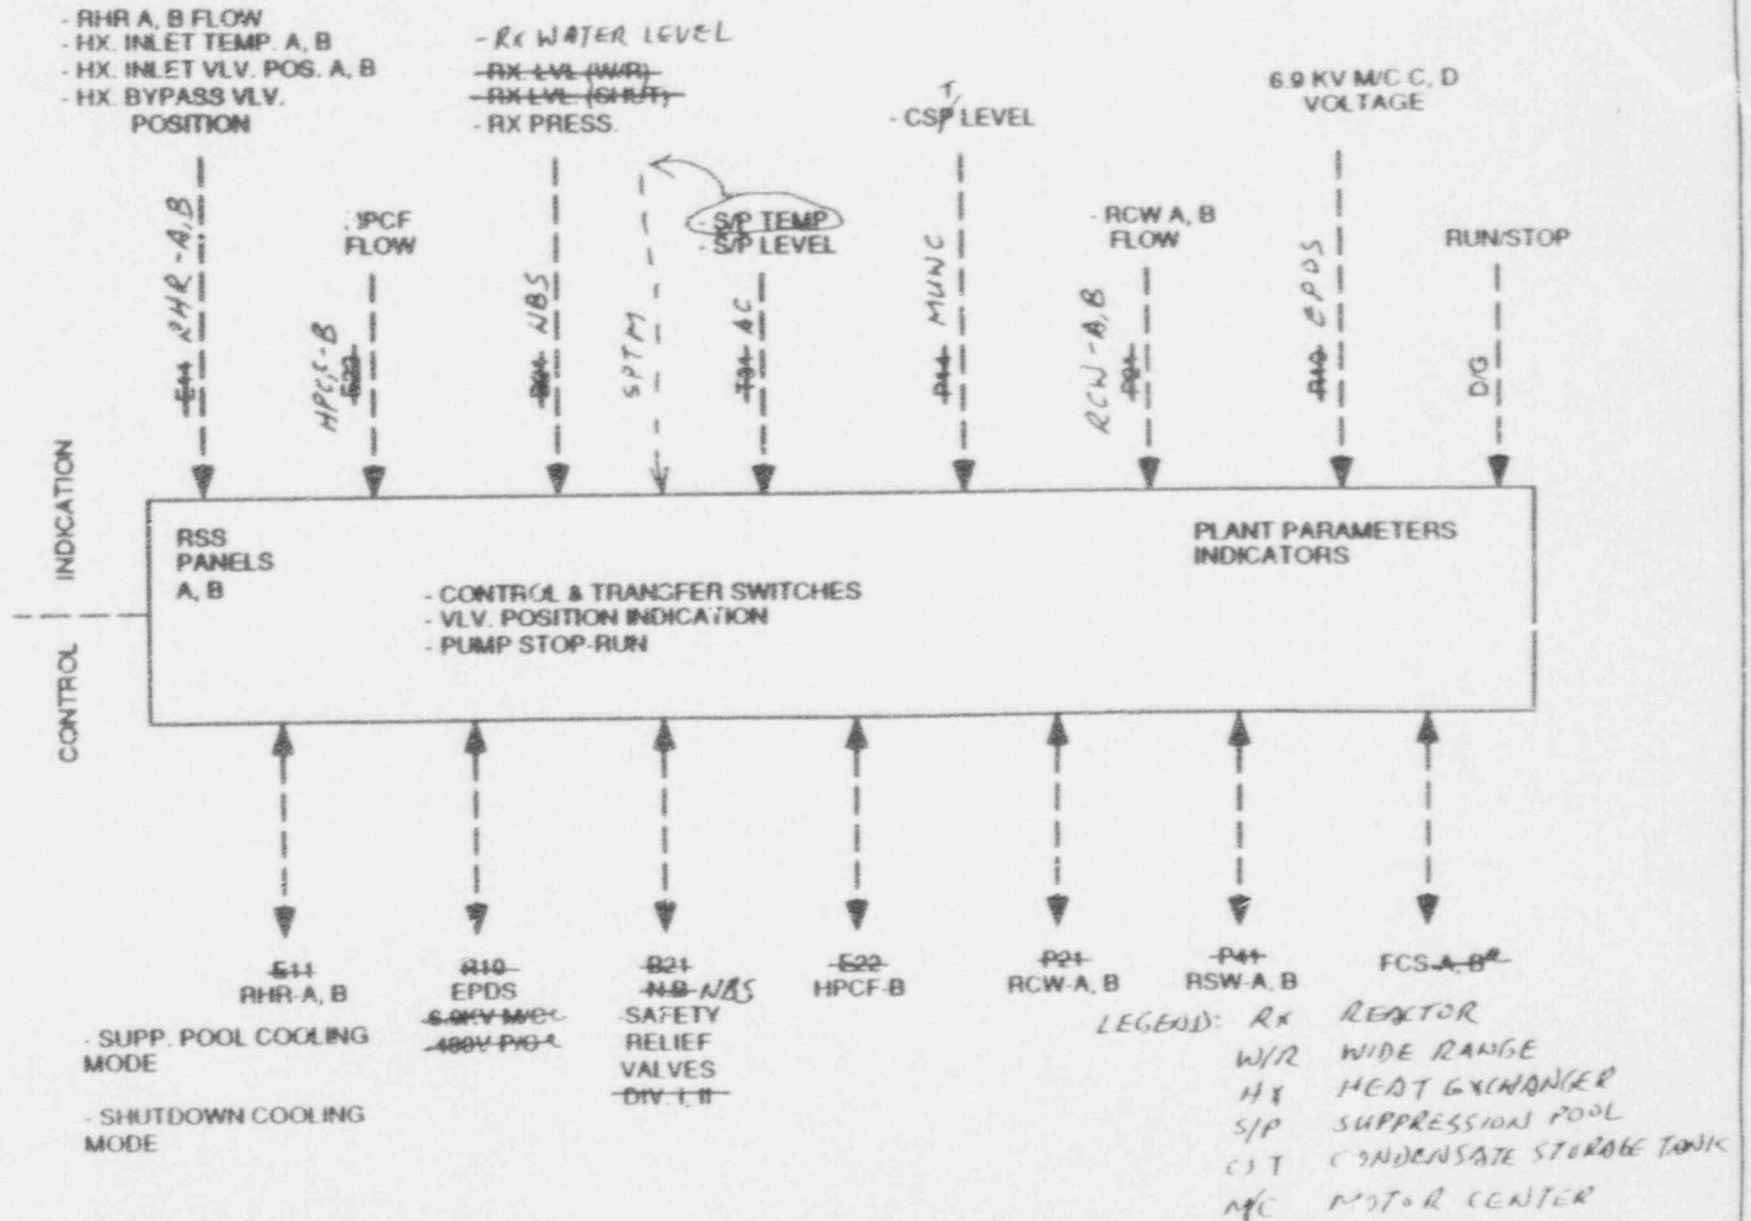 - RHR A, B FLOW
- HX. INLET TEMP. A, B
- HX. INLET VLV. POS. A, B
- HX. BYPASS VLV.
POSITION
- RX WATER LEVEL
- RX. LVL (W/R)
- RX LVL. (SHUT)
- RX PRESS.
T
- CSP LEVEL
6.9 KV M/C C, D
VOLTAGE
FLOW
- S/P TEMP
- S/P LEVEL
- RCW A, B
FLOW
RUN/STOP
E11 RHR-A,B
E22
NBS
SPTM
T31 AC
MUWC
RCW-A,B
P21
R10 EPDS
D/G
INDICATION
CONTROL
RSS
PANELS
A, B
PLANT PARAMETERS
INDICATORS
- CONTROL & TRANSFER SWITCHES
- VLV. POSITION INDICATION
- PUMP STOP-RUN
E11
RHR-A, B
- SUPP. POOL COOLING
MODE
- SHUTDOWN COOLING
MODE
R10
EPDS
6.9KV M/C
480V P/C
B21
N.B NBS
SAFETY
RELIEF
VALVES
DIV. I, II
E22
HPCF-B
P21
RCW-A, B
P41
RSW-A, B
FCS-A, B
LEGEND: RX REACTOR
W/R WIDE RANGE
HX HEAT EXCHANGER
S/P SUPPRESSION POOL
CST CONDENSATE STORAGE TANK
M/C MOTOR CENTER